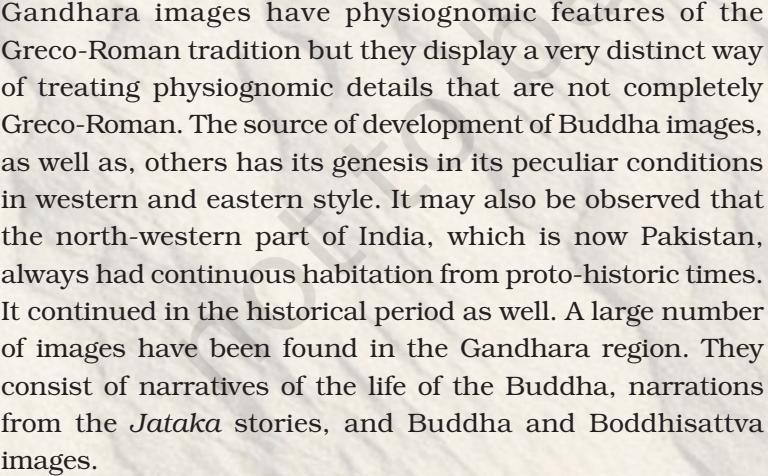 Gandhara images have physiognomic features of the
Greco-Roman tradition but they display a very distinct way
of treating physiognomic details that are not completely
Greco-Roman. The source of development of Buddha images,
as well as, others has its genesis in its peculiar conditions
in western and eastern style. It may also be observed that
the north-western part of India, which is now Pakistan,
always had continuous habitation from proto-historic times.
It continued in the historical period as well. A large number
of images have been found in the Gandhara region. They
consist of narratives of the life of the Buddha, narrations
from the Jataka stories, and Buddha and Boddhisattva
images.
not to be